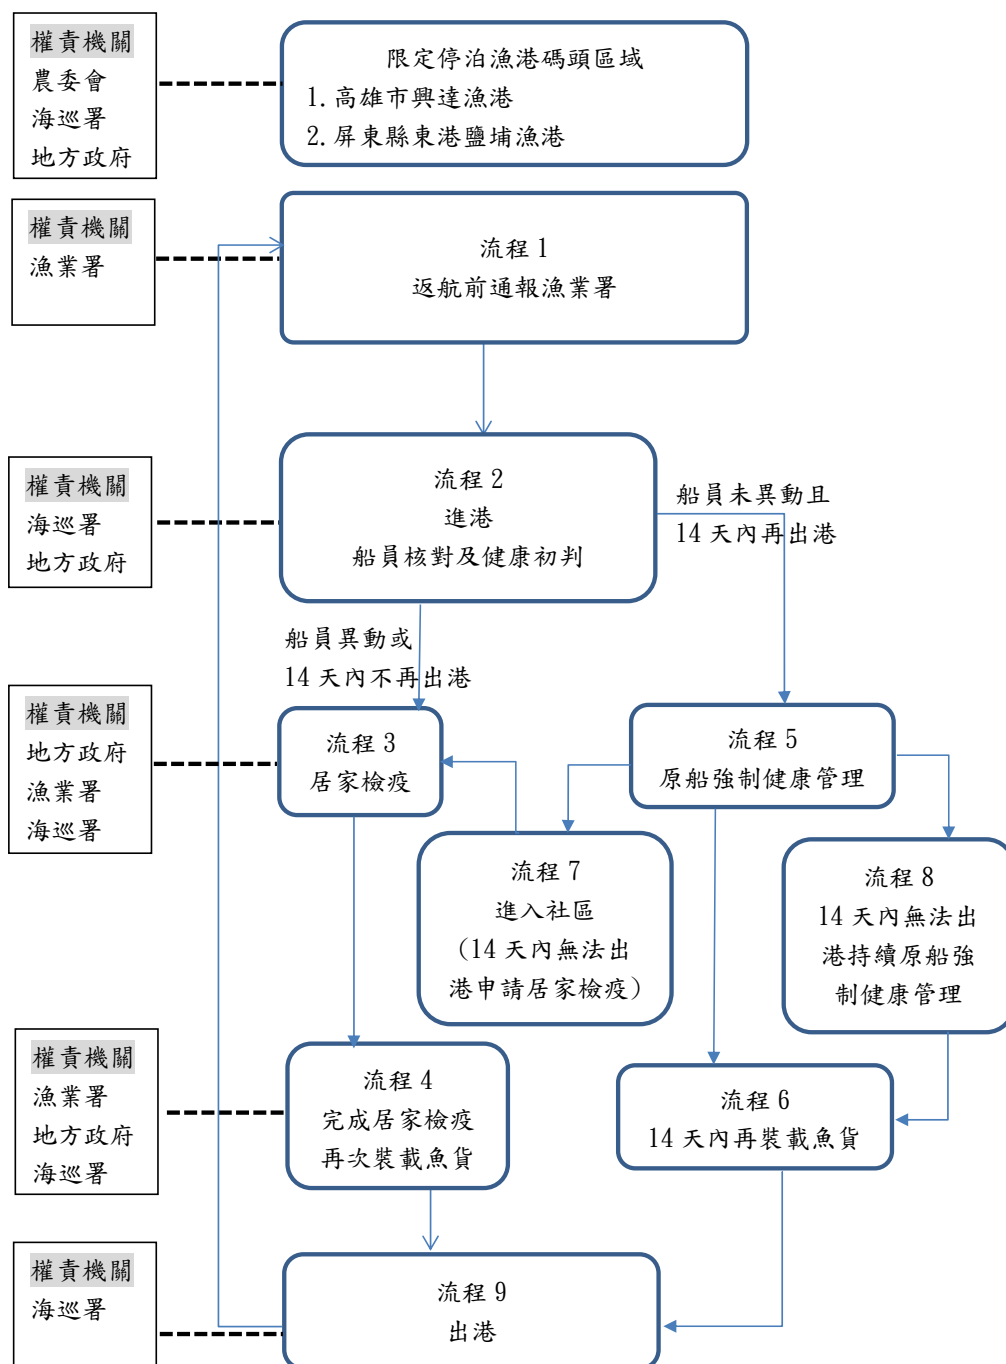 權責機關
農委會
海巡署
地方政府
限定停泊漁港碼頭區域
1.高雄市興達漁港
2.屏東縣東港鹽埔漁港
權責機關
漁業署
流程 1
返航前通報漁業署
權責機關
海巡署
地方政府
流程 2
進港
船員核對及健康初判
船員未異動且
14 天內再出港
船員異動或
14 天內不再出港
權責機關
地方政府
漁業署
海巡署
流程 3
居家檢疫
流程 5
原船強制健康管理
流程 7
進入社區
(14 天內無法出
港申請居家檢疫)
流程 8
14 天內無法出
港持續原船強
制健康管理
權責機關
漁業署
地方政府
海巡署
流程 4
完成居家檢疫
再次裝載魚貨
流程 6
14 天內再裝載魚貨
權責機關
海巡署
流程 9
出港